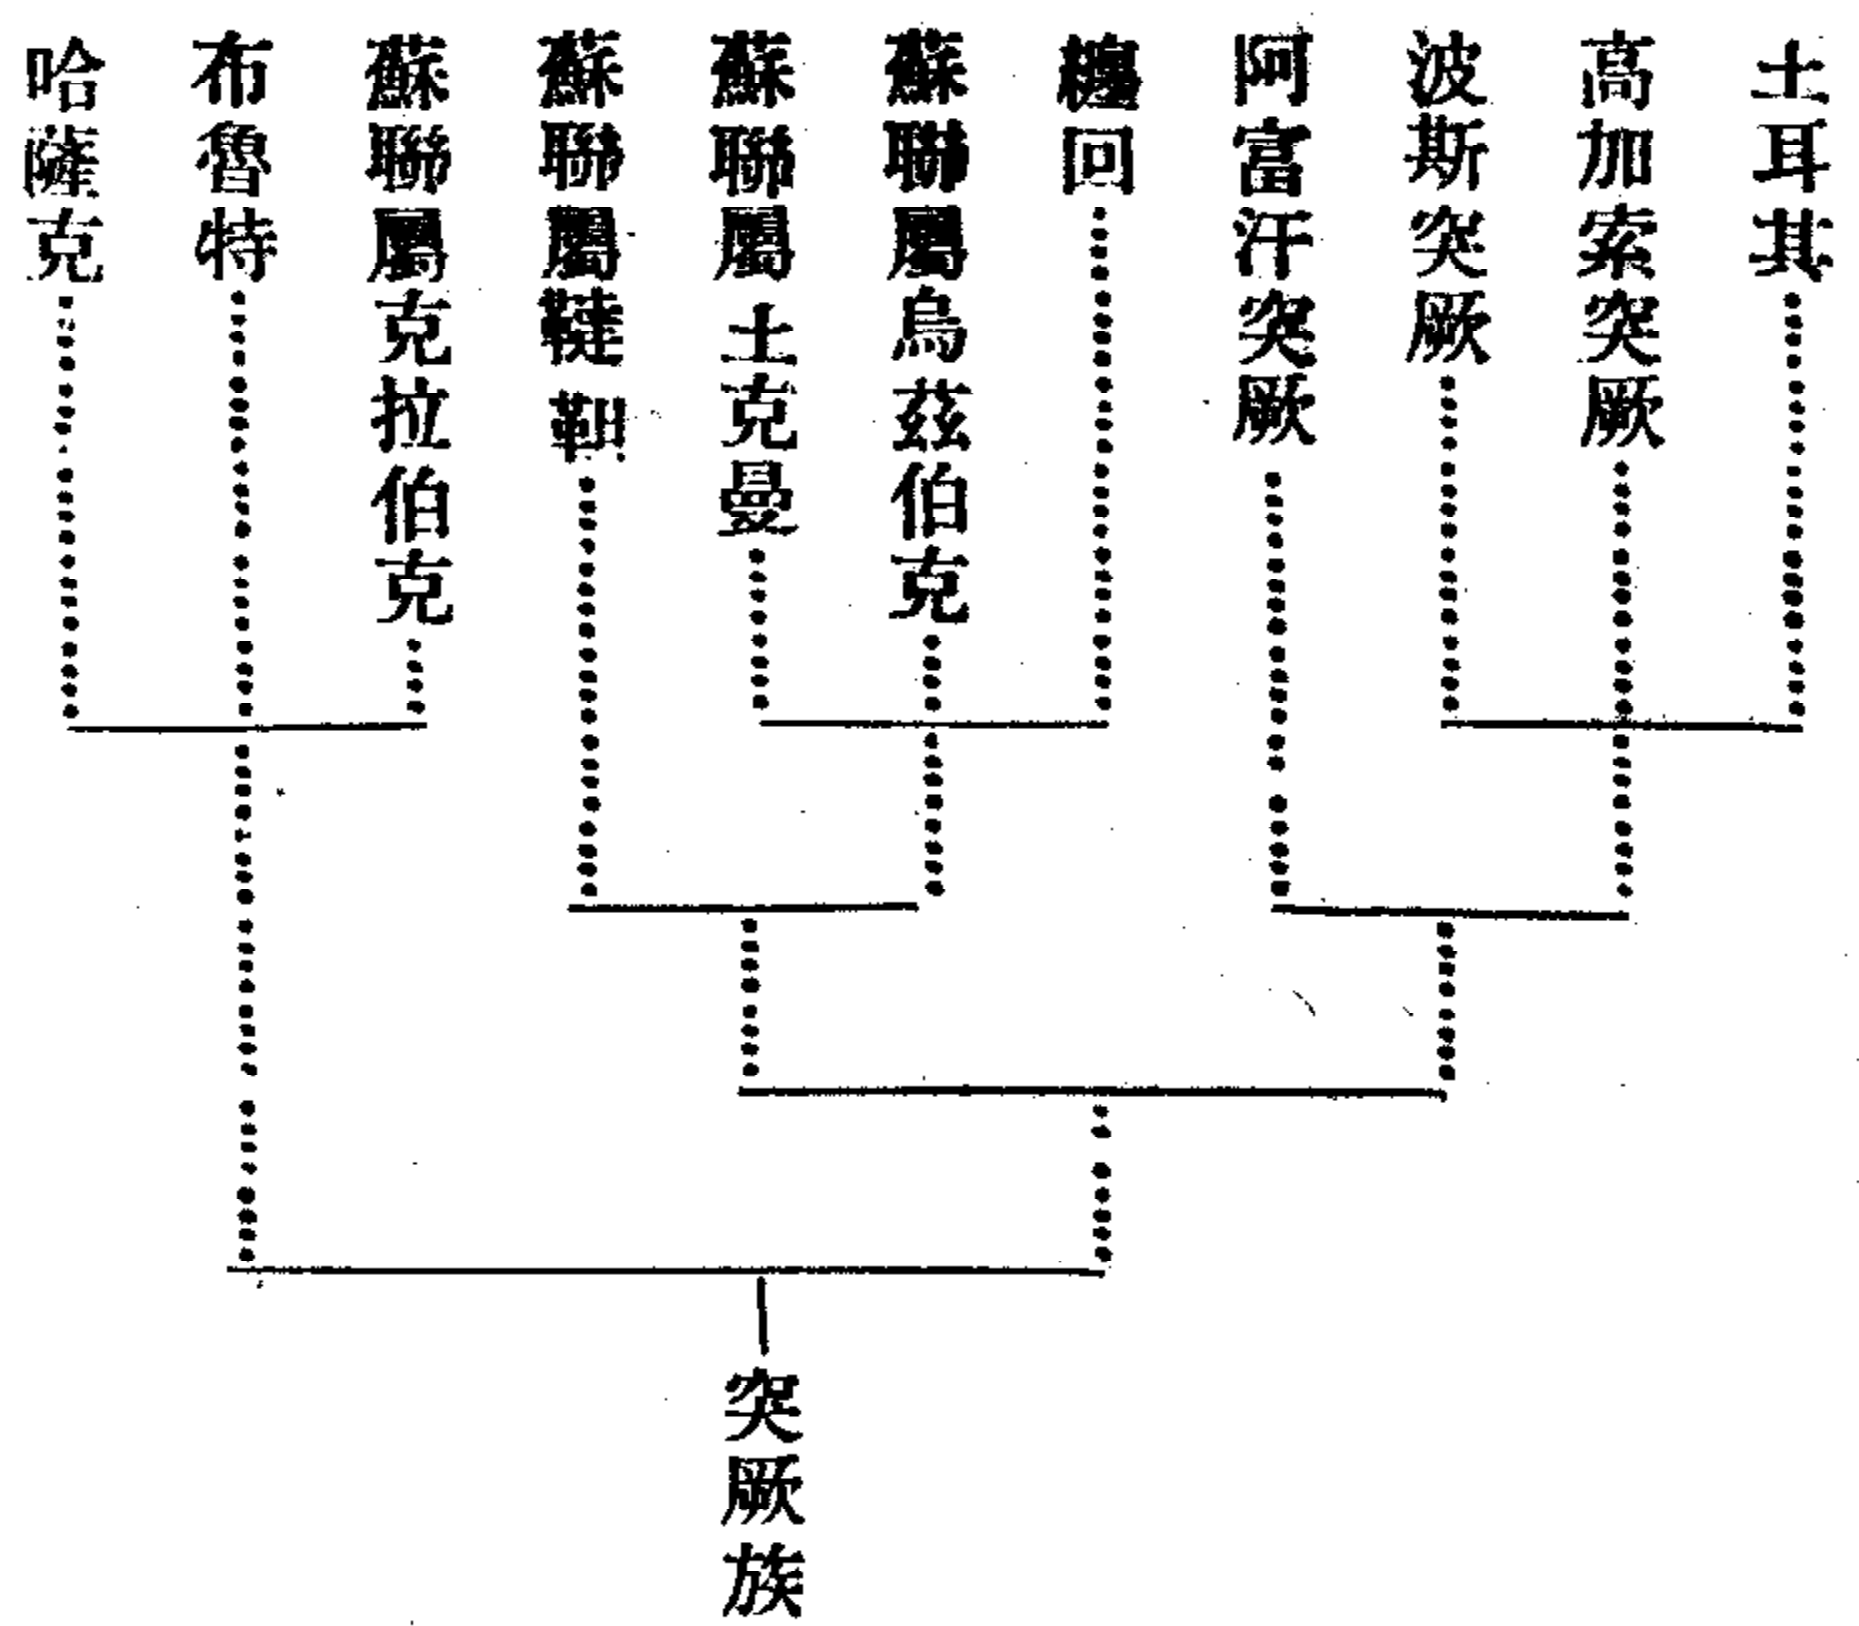 土耳其
高加索突厥
波斯突厥
阿富汗突厥
纏回
蘇聯屬烏茲伯克
蘇聯屬土克曼
蘇聯屬韃靼
蘇聯屬克拉伯克
布魯特
哈薩克
突厥族